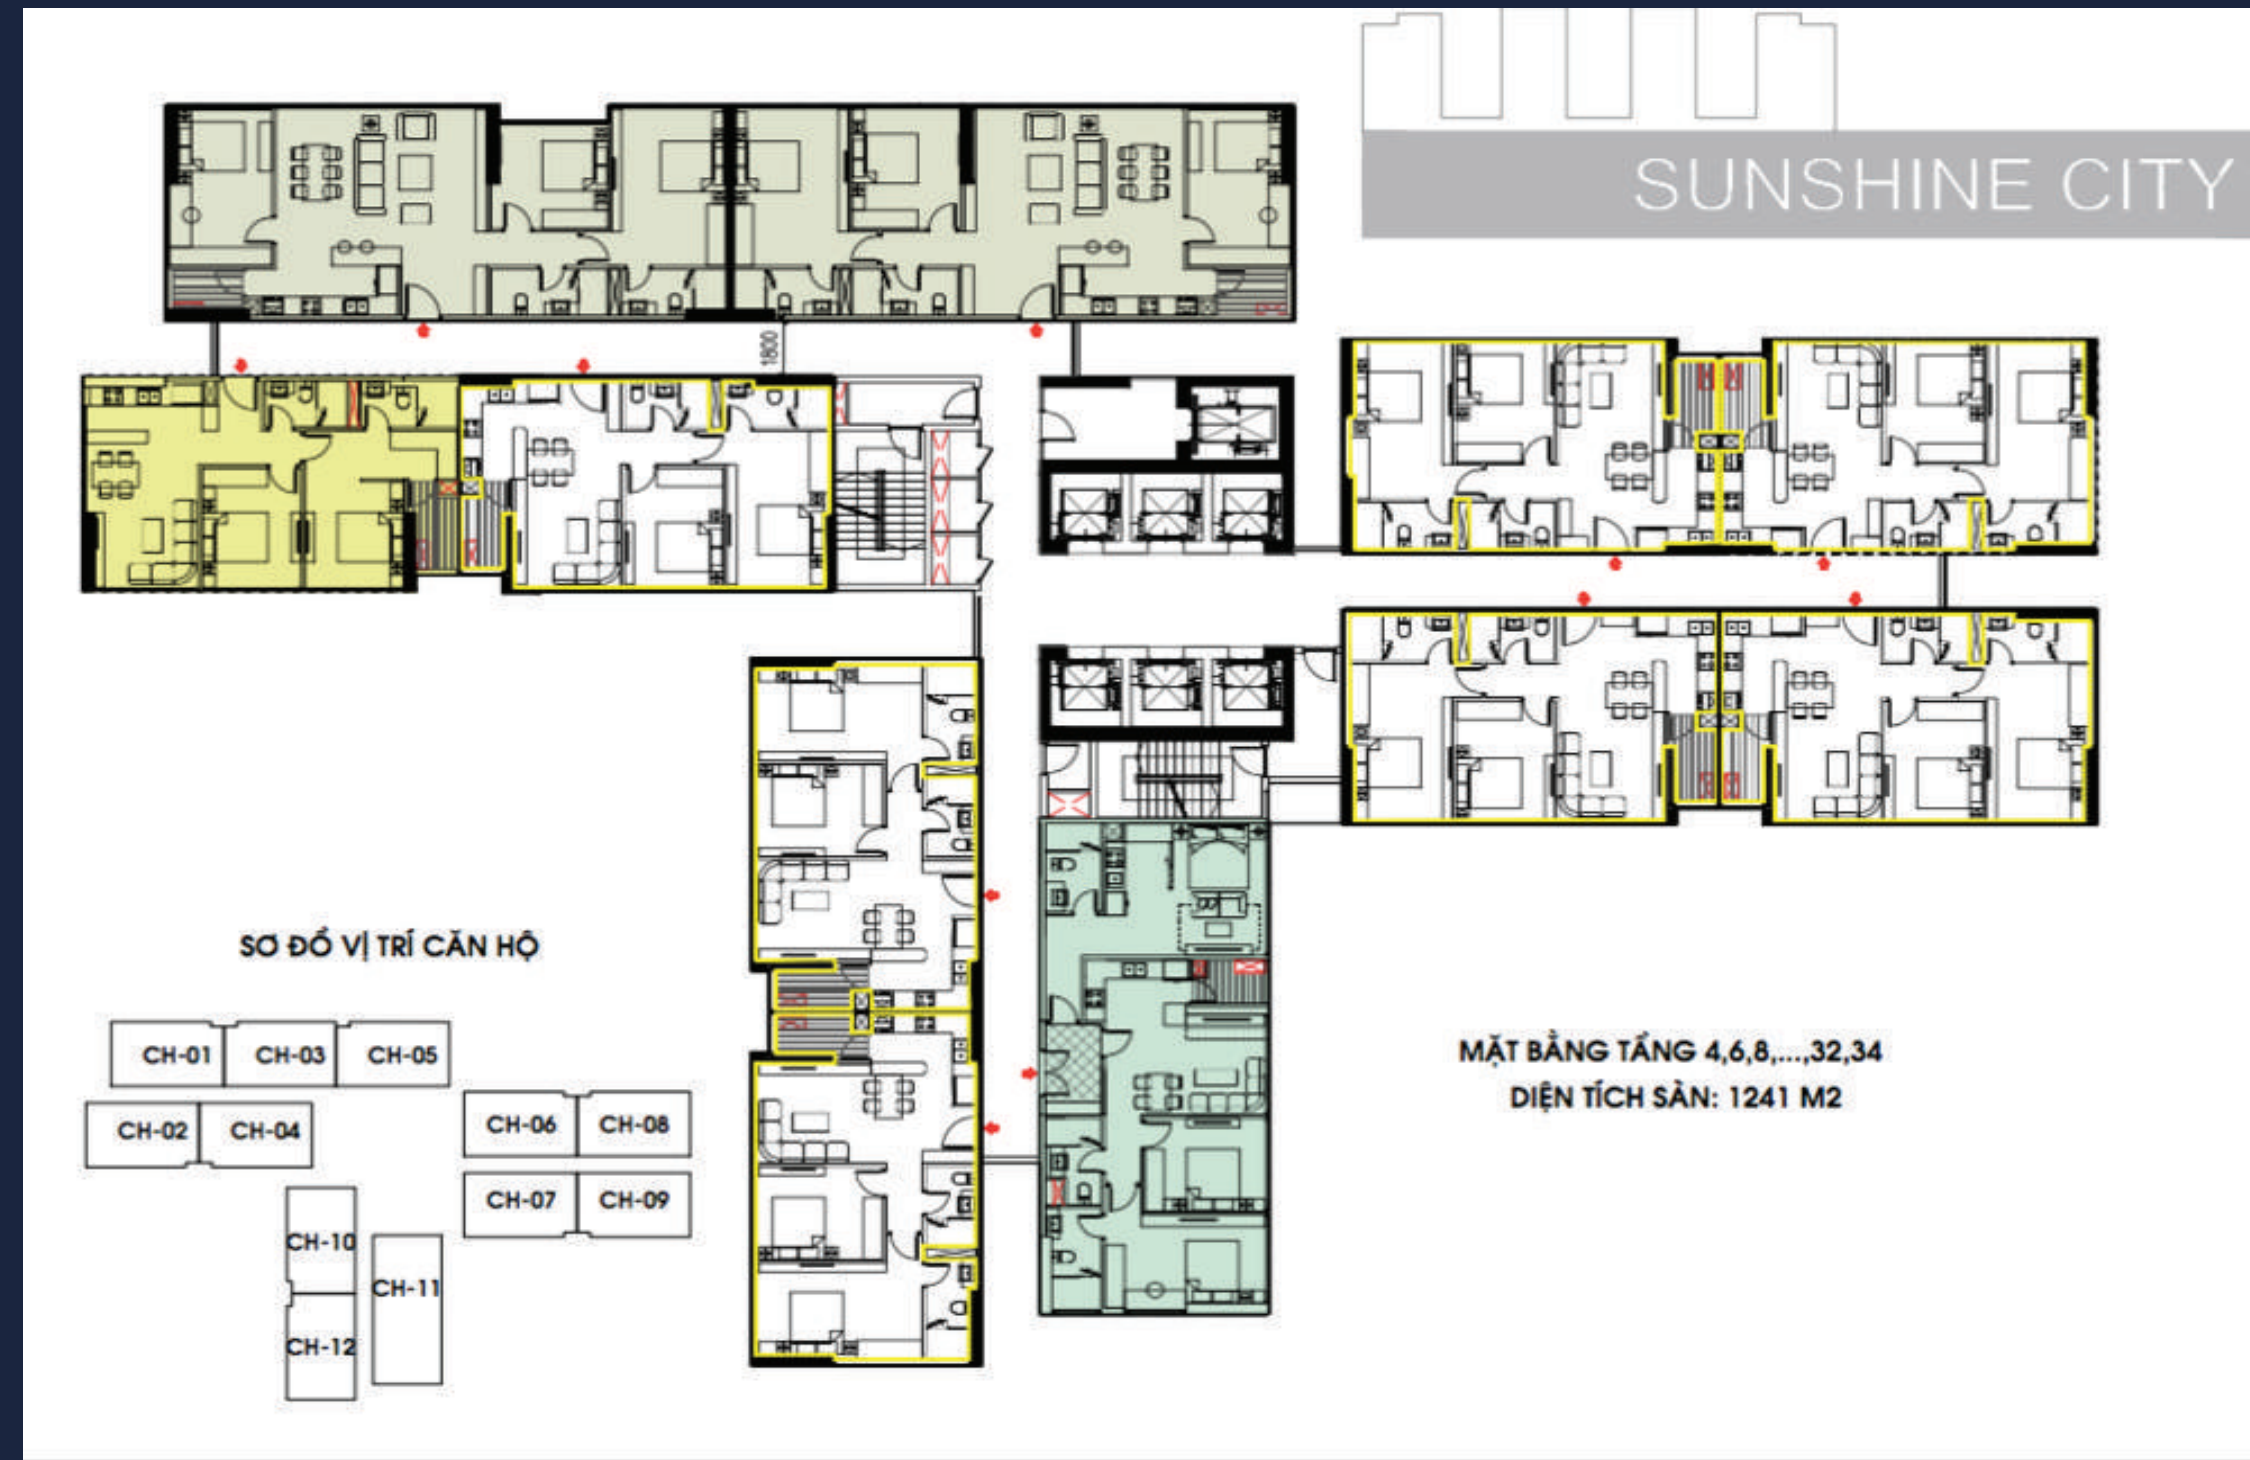 SUNSHINE CITY
1800
SƠ ĐỒ VỊ TRÍ CĂN HỘ
CH-01 CH-03 CH-05
CH-02 CH-04
CH-06 CH-08
CH-07 CH-09
CH-10
CH-11
CH-12
MẶT BẰNG TẦNG 4,6,8,...,32,34
DIỆN TÍCH SÀN: 1241 M2